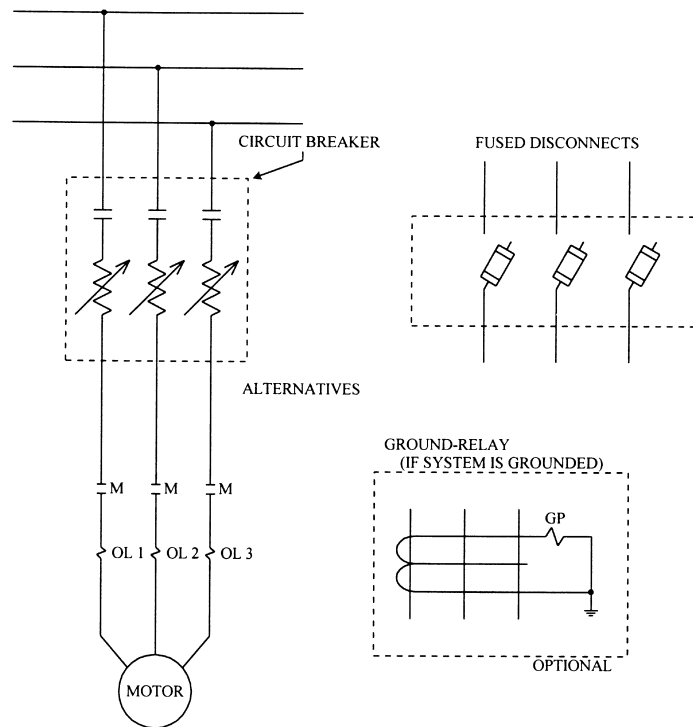 CIRCUIT BREAKER
FUSED DISCONNECTS
ALTERNATIVES
GROUND-RELAY
(IF SYSTEM IS GROUNDED)
M M M
GP
OL 1 OL 2 OL 3
OPTIONAL
MOTOR